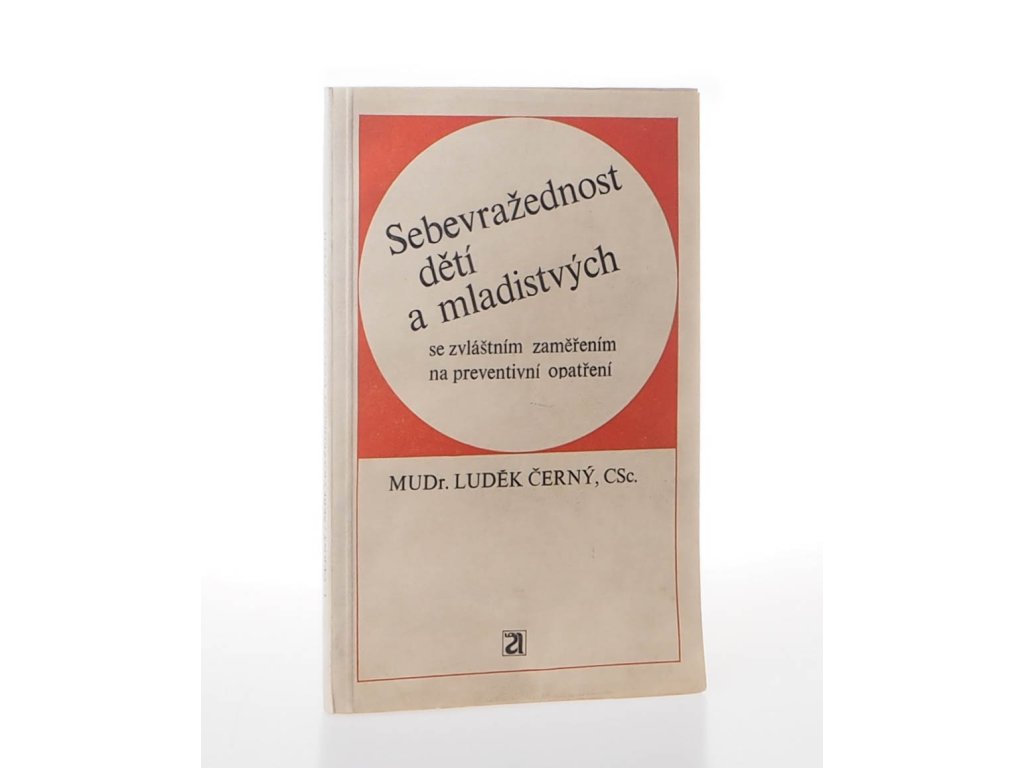 Sebevražednost
dětí
a mladistvých
se zvláštním zaměřením
na preventivní opatření
MUDr. LUDĚK ČERNÝ, CSc.